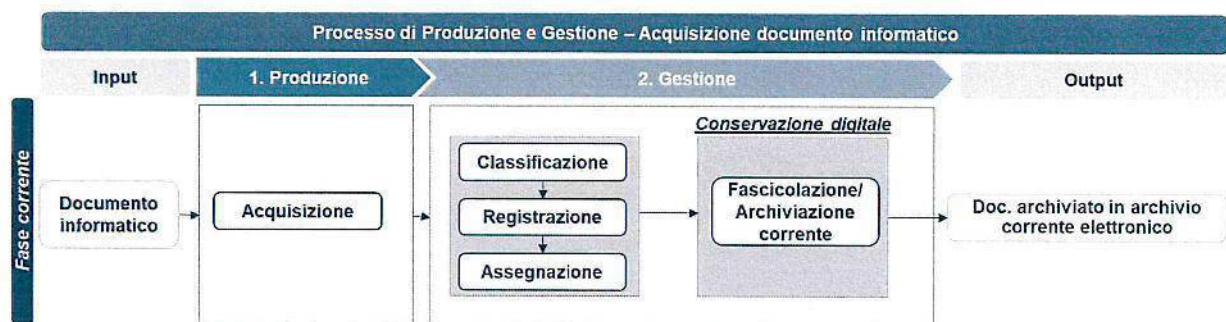 Processo di Produzione e Gestione – Acquisizione documento informatico
Input
1. Produzione
2. Gestione
Output
Fase corrente
Documento
informatico
Acquisizione
Classificazione
Registrazione
Assegnazione
Conservazione digitale
Fascicolazione/
Archiviazione
corrente
Doc. archiviato in archivio
corrente elettronico